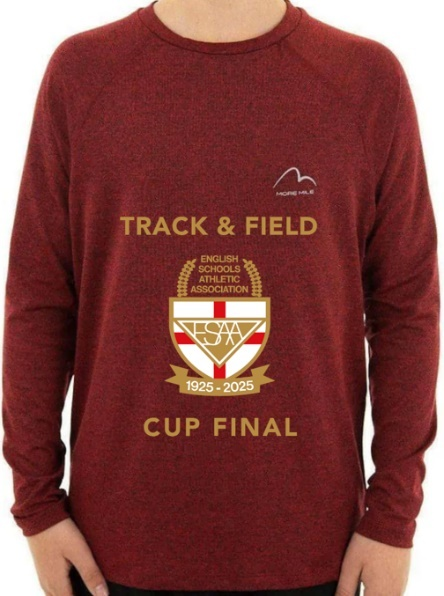 MORE MILE
TRACK & FIELD
ENGLISH
SCHOOLS
ATHLETIC
ASSOCIATION
ESAA
1925 - 2025
CUP FINAL